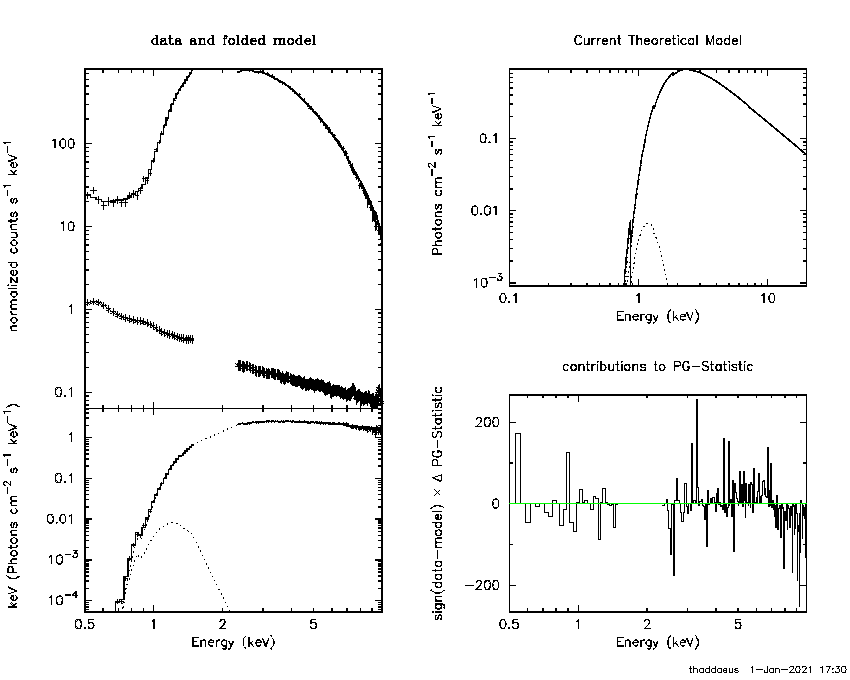 data and folded model
normalized counts s−1 keV−1
100
10
1
0.1
keV (Photons cm−2 s−1 keV−1)
1
0.1
0.01
10−3
10−4
0.5
1
2
5
Energy (keV)
Current Theoretical Model
Photons cm−2 s−1 keV−1
0.1
0.01
10−3
0.1
1
10
Energy (keV)
contributions to PG−Statistic
sign(data−model) × Δ PG−Statistic
200
0
−200
0.5
1
2
5
Energy (keV)
thaddaeus 1−Jan−2021 17:30